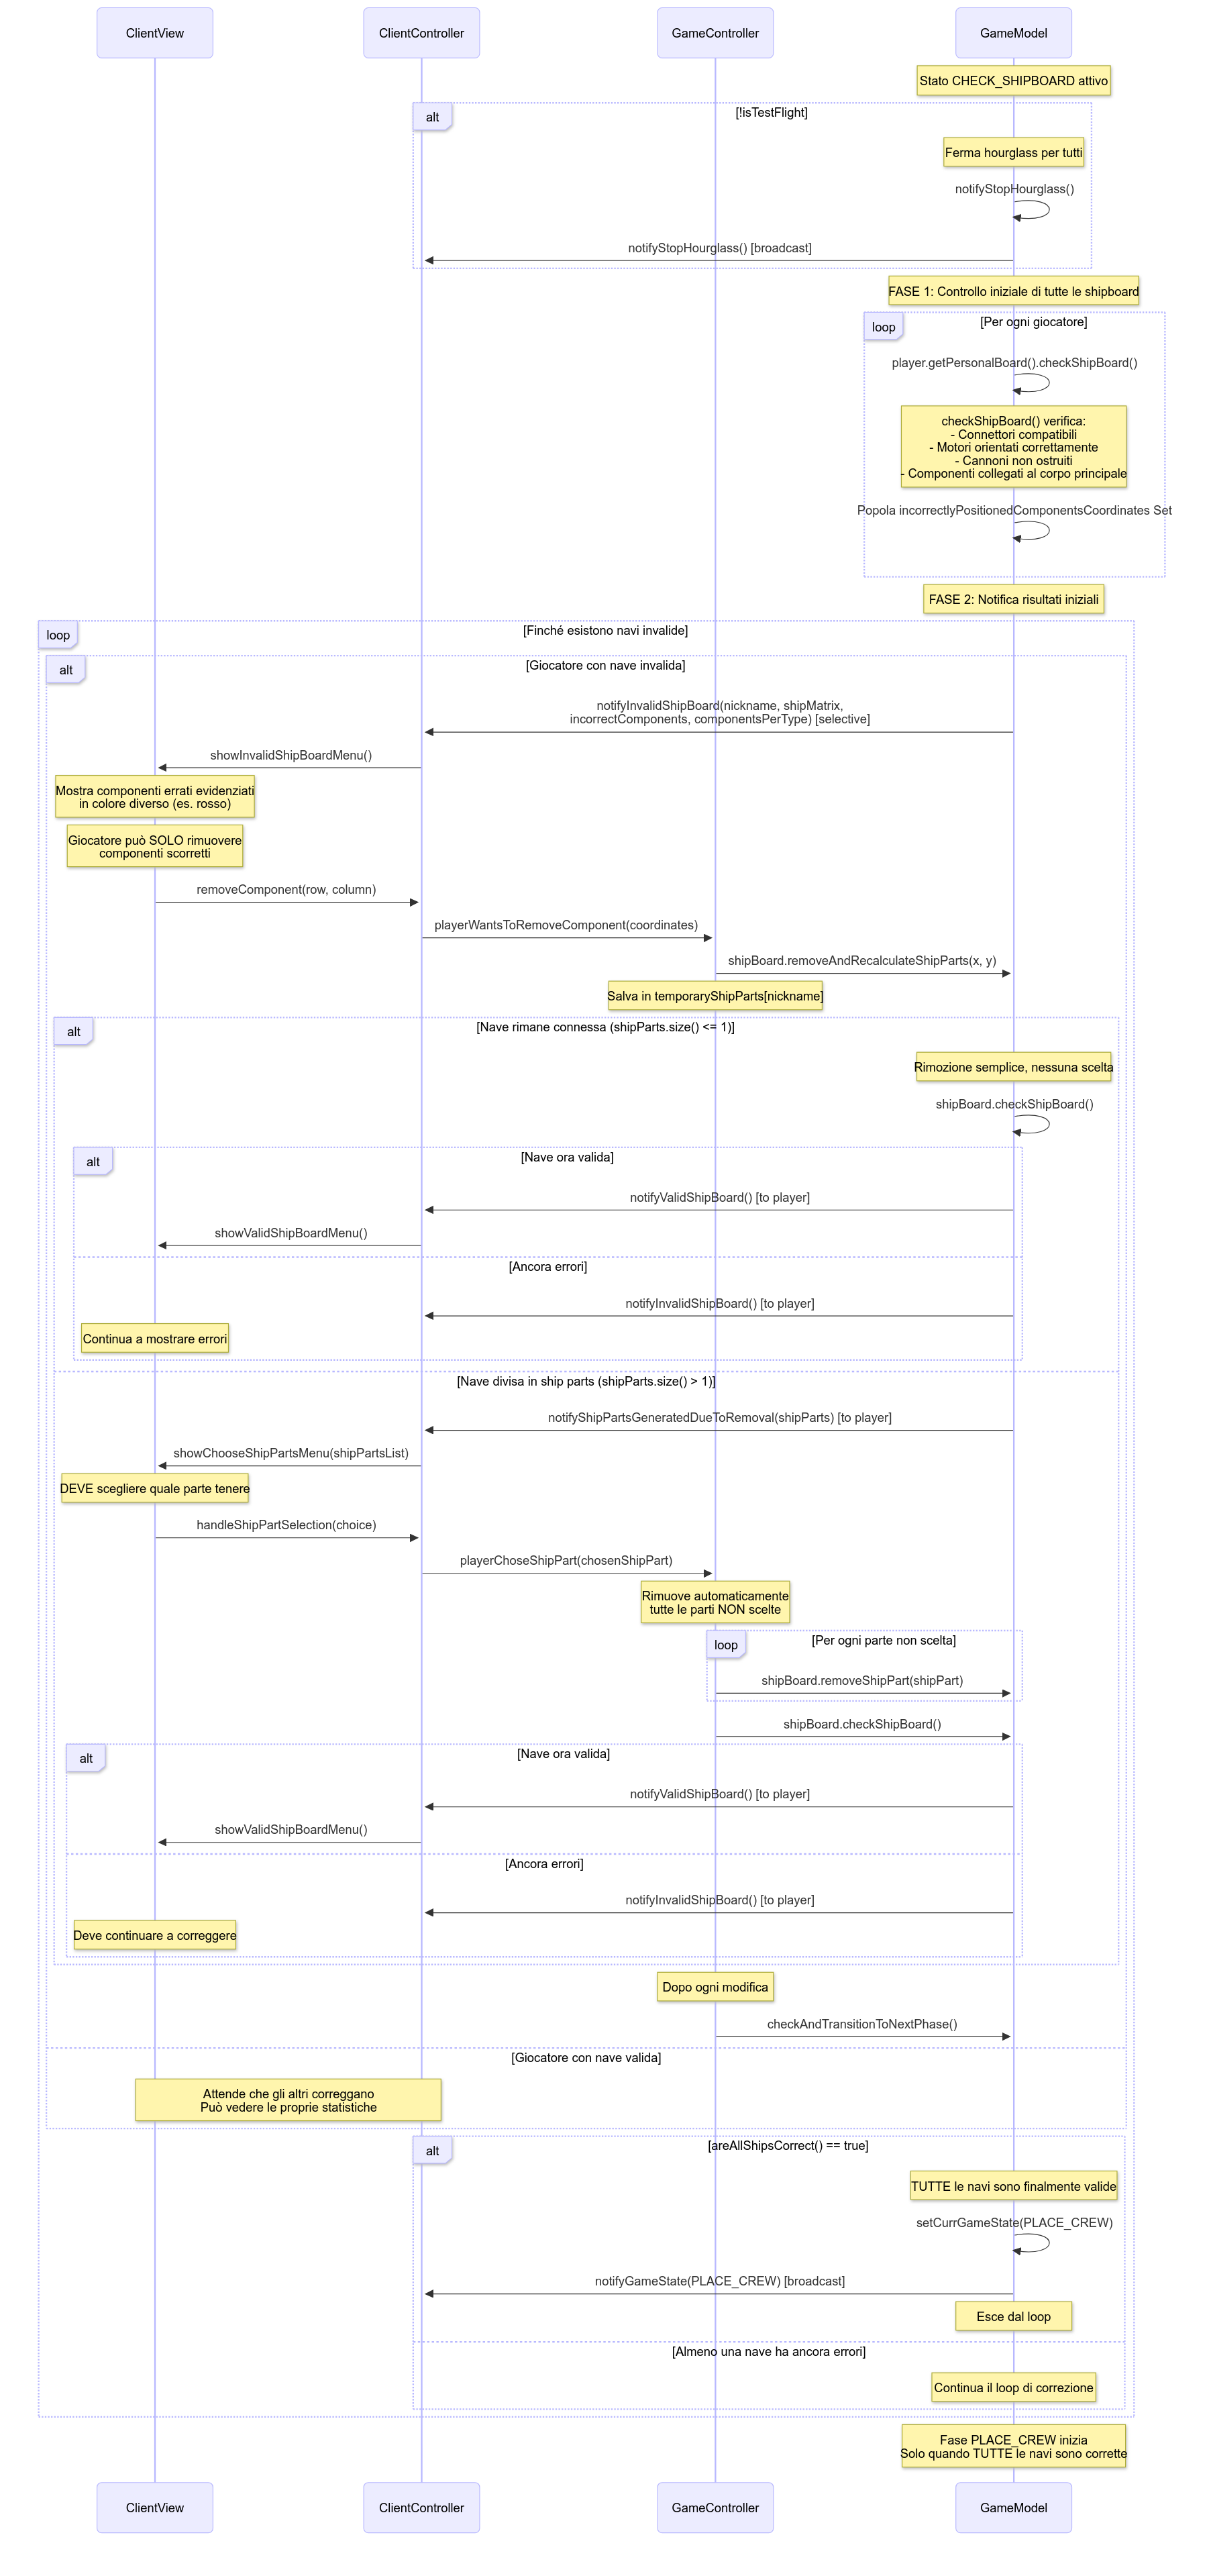 ClientView
ClientController
GameController
GameModel
Stato CHECK_SHIPBOARD attivo
alt
[!isTestFlight]
Ferma hourglass per tutti
notifyStopHourglass()
notifyStopHourglass() [broadcast]
FASE 1: Controllo iniziale di tutte le shipboard
loop
[Per ogni giocatore]
player.getPersonalBoard().checkShipBoard()
checkShipBoard() verifica:
- Connettori compatibili
- Motori orientati correttamente
- Cannoni non ostruiti
- Componenti collegati al corpo principale
Popola incorrectlyPositionedComponentsCoordinates Set
FASE 2: Notifica risultati iniziali
loop
[Finché esistono navi invalide]
alt
[Giocatore con nave invalida]
notifyInvalidShipBoard(nickname, shipMatrix,
incorrectComponents, componentsPerType) [selective]
showInvalidShipBoardMenu()
Mostra componenti errati evidenziati
in colore diverso (es. rosso)
Giocatore può SOLO rimuovere
componenti scorretti
removeComponent(row, column)
playerWantsToRemoveComponent(coordinates)
shipBoard.removeAndRecalculateShipParts(x, y)
Salva in temporaryShipParts[nickname]
alt
[Nave rimane connessa (shipParts.size() <= 1)]
Rimozione semplice, nessuna scelta
shipBoard.checkShipBoard()
alt
[Nave ora valida]
notifyValidShipBoard() [to player]
showValidShipBoardMenu()
[Ancora errori]
notifyInvalidShipBoard() [to player]
Continua a mostrare errori
[Nave divisa in ship parts (shipParts.size() > 1)]
notifyShipPartsGeneratedDueToRemoval(shipParts) [to player]
showChooseShipPartsMenu(shipPartsList)
DEVE scegliere quale parte tenere
handleShipPartSelection(choice)
playerChoseShipPart(chosenShipPart)
Rimuove automaticamente
tutte le parti NON scelte
loop
[Per ogni parte non scelta]
shipBoard.removeShipPart(shipPart)
shipBoard.checkShipBoard()
alt
[Nave ora valida]
notifyValidShipBoard() [to player]
showValidShipBoardMenu()
[Ancora errori]
notifyInvalidShipBoard() [to player]
Deve continuare a correggere
Dopo ogni modifica
checkAndTransitionToNextPhase()
[Giocatore con nave valida]
Attende che gli altri correggano
Può vedere le proprie statistiche
alt
[areAllShipsCorrect() == true]
TUTTE le navi sono finalmente valide
setCurrGameState(PLACE_CREW)
notifyGameState(PLACE_CREW) [broadcast]
Esce dal loop
[Almeno una nave ha ancora errori]
Continua il loop di correzione
Fase PLACE_CREW inizia
Solo quando TUTTE le navi sono corrette
ClientView
ClientController
GameController
GameModel